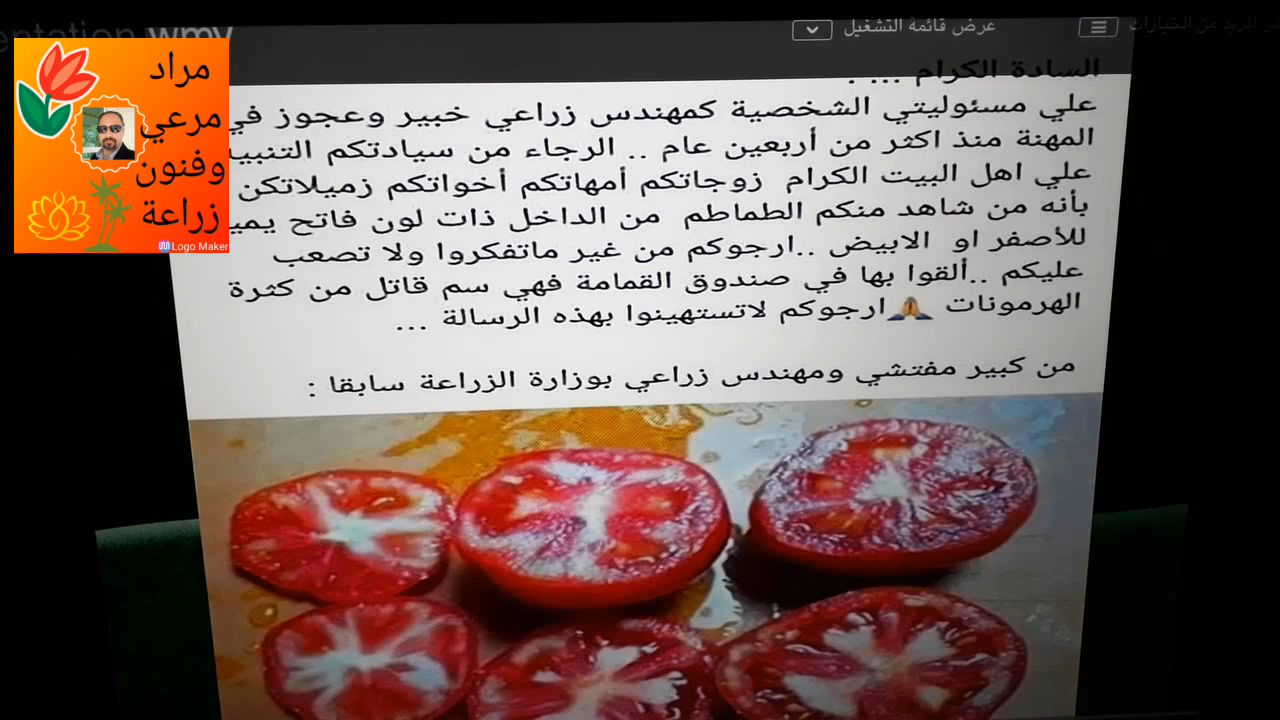 entation.wmv
عرض قائمة التشغيل
مراد
مرعي
وفنون
زراعة
Logo Maker
السادة الكرام ... .
علي مسئوليتي الشخصية كمهندس زراعي خبير وعجوز في
المهنة منذ اكثر من أربعين عام .. الرجاء من سيادتكم
علي اهل البيت الكرام زوجاتكم أمهاتكم أخواتكم زميلاتكن
بأنه من شاهد منكم الطماطم من الداخل ذات لون فاتح
للأصفر او الابيض ..ارجوكم من غير ماتفكروا ولا تصعب
عليكم ..ألقوا بها في صندوق القمامة فهي سم قاتل من كثرة
الهرمونات 🙏ارجوكم لاتستهينوا بهذه الرسالة ...
من كبير مفتشي ومهندس زراعي بوزارة الزراعة سابقا :